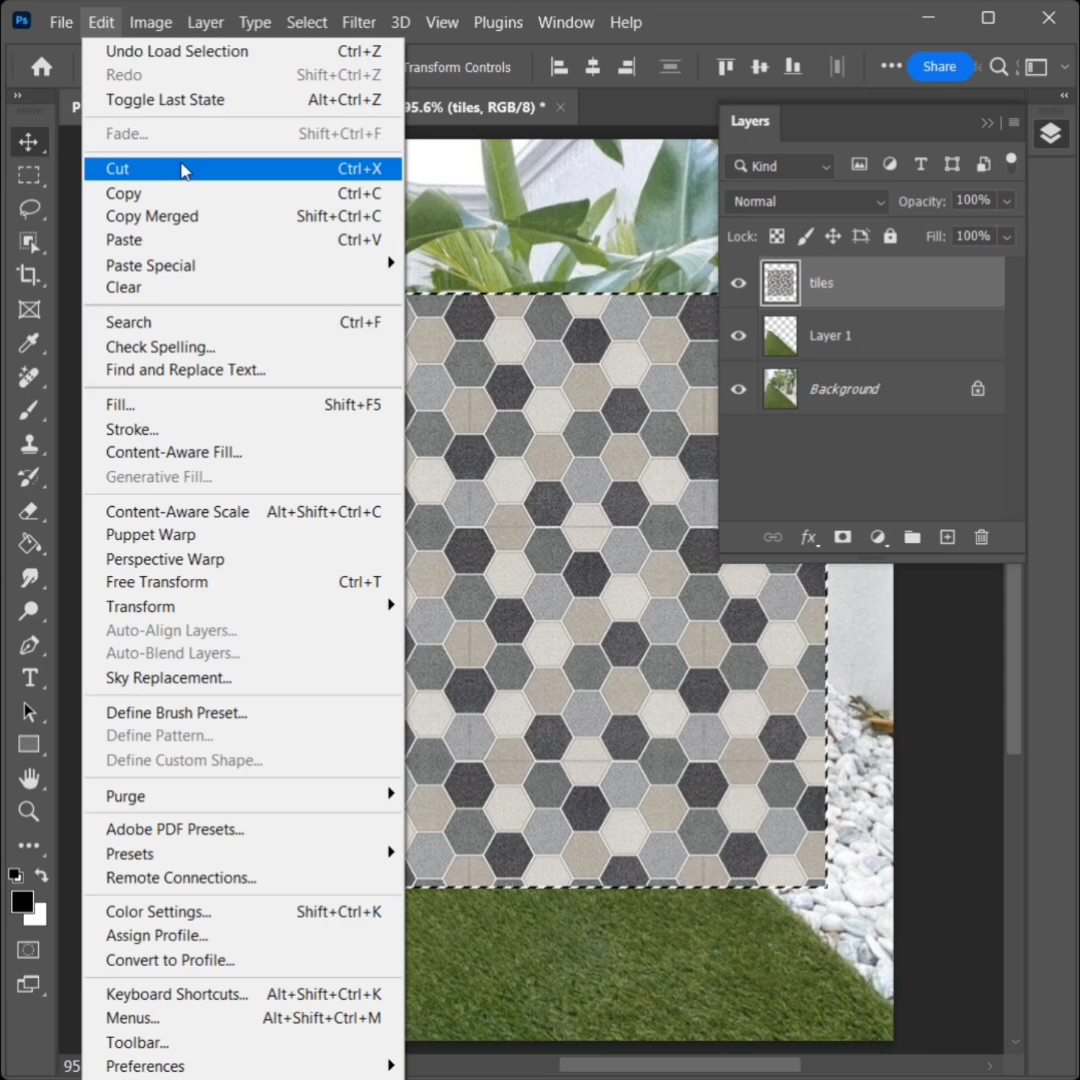 Ps File Edit Image Layer Type Select Filter 3D View Plugins Window Help
Transform Controls Share
P 95.6% (tiles, RGB/8) *
Undo Load Selection Ctrl+Z
Redo Shift+Ctrl+Z
Toggle Last State Alt+Ctrl+Z
Fade... Shift+Ctrl+F
Cut Ctrl+X
Copy Ctrl+C
Copy Merged Shift+Ctrl+C
Paste Ctrl+V
Paste Special
Clear
Search Ctrl+F
Check Spelling...
Find and Replace Text...
Fill... Shift+F5
Stroke...
Content-Aware Fill...
Generative Fill...
Content-Aware Scale Alt+Shift+Ctrl+C
Puppet Warp
Perspective Warp
Free Transform Ctrl+T
Transform
Auto-Align Layers...
Auto-Blend Layers...
Sky Replacement...
Define Brush Preset...
Define Pattern...
Define Custom Shape...
Purge
Adobe PDF Presets...
Presets
Remote Connections...
Color Settings... Shift+Ctrl+K
Assign Profile...
Convert to Profile...
Keyboard Shortcuts... Alt+Shift+Ctrl+K
Menus... Alt+Shift+Ctrl+M
Toolbar...
Preferences
Layers
Kind
Normal Opacity: 100%
Lock: Fill: 100%
tiles
Layer 1
Background
fx
95